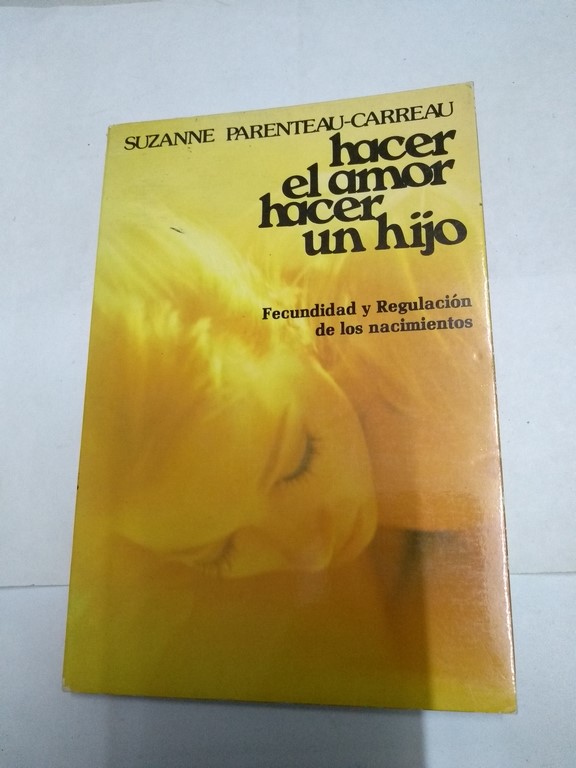 SUZANNE PARENTEAU-CARREAU
hacer
el amor
hacer
un hijo
Fecundidad y Regulación
de los nacimientos